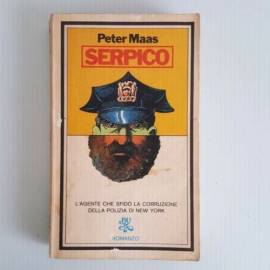 Peter Maas
SERPICO
L'AGENTE CHE SFIDÒ LA CORRUZIONE
DELLA POLIZIA DI NEW YORK
ROMANZO